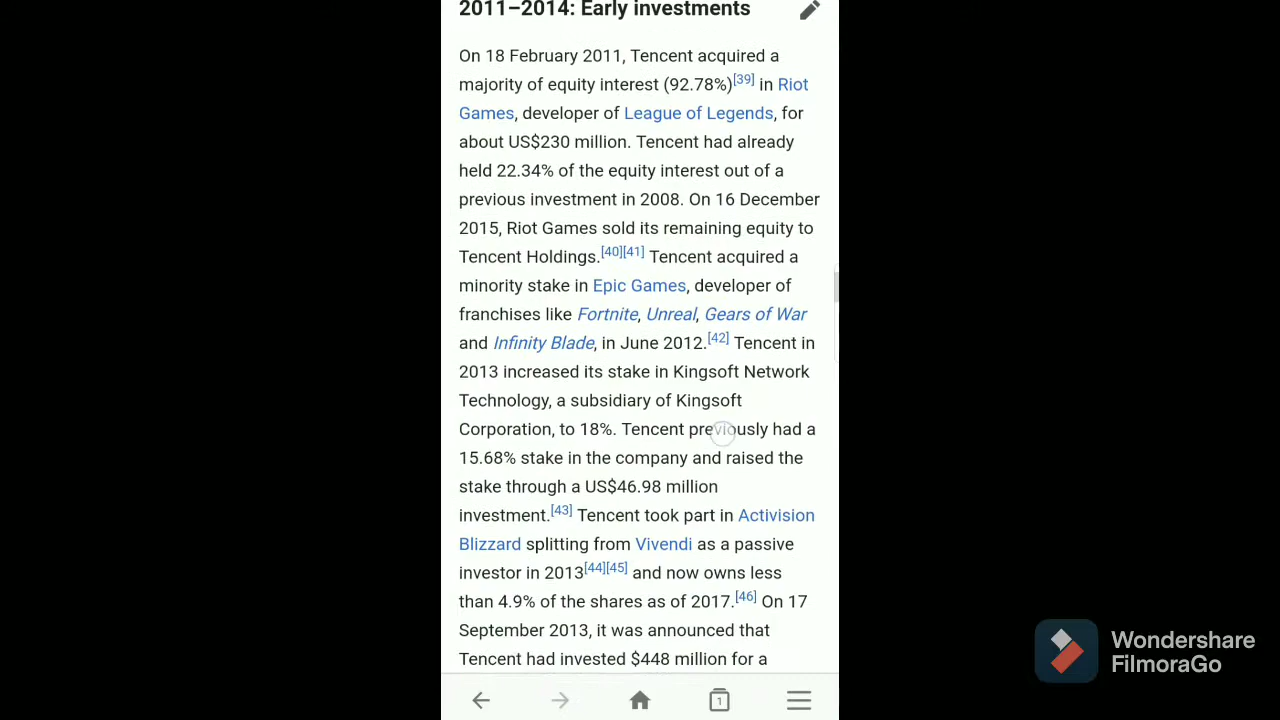 2011–2014: Early investments
On 18 February 2011, Tencent acquired a
majority of equity interest (92.78%)[39] in Riot
Games, developer of League of Legends, for
about US$230 million. Tencent had already
held 22.34% of the equity interest out of a
previous investment in 2008. On 16 December
2015, Riot Games sold its remaining equity to
Tencent Holdings.[40][41] Tencent acquired a
minority stake in Epic Games, developer of
franchises like Fortnite, Unreal, Gears of War
and Infinity Blade, in June 2012.[42] Tencent in
2013 increased its stake in Kingsoft Network
Technology, a subsidiary of Kingsoft
Corporation, to 18%. Tencent previously had a
15.68% stake in the company and raised the
stake through a US$46.98 million
investment.[43] Tencent took part in Activision
Blizzard splitting from Vivendi as a passive
investor in 2013[44][45] and now owns less
than 4.9% of the shares as of 2017.[46] On 17
September 2013, it was announced that
Tencent had invested $448 million for a
1
Wondershare
FilmoraGo